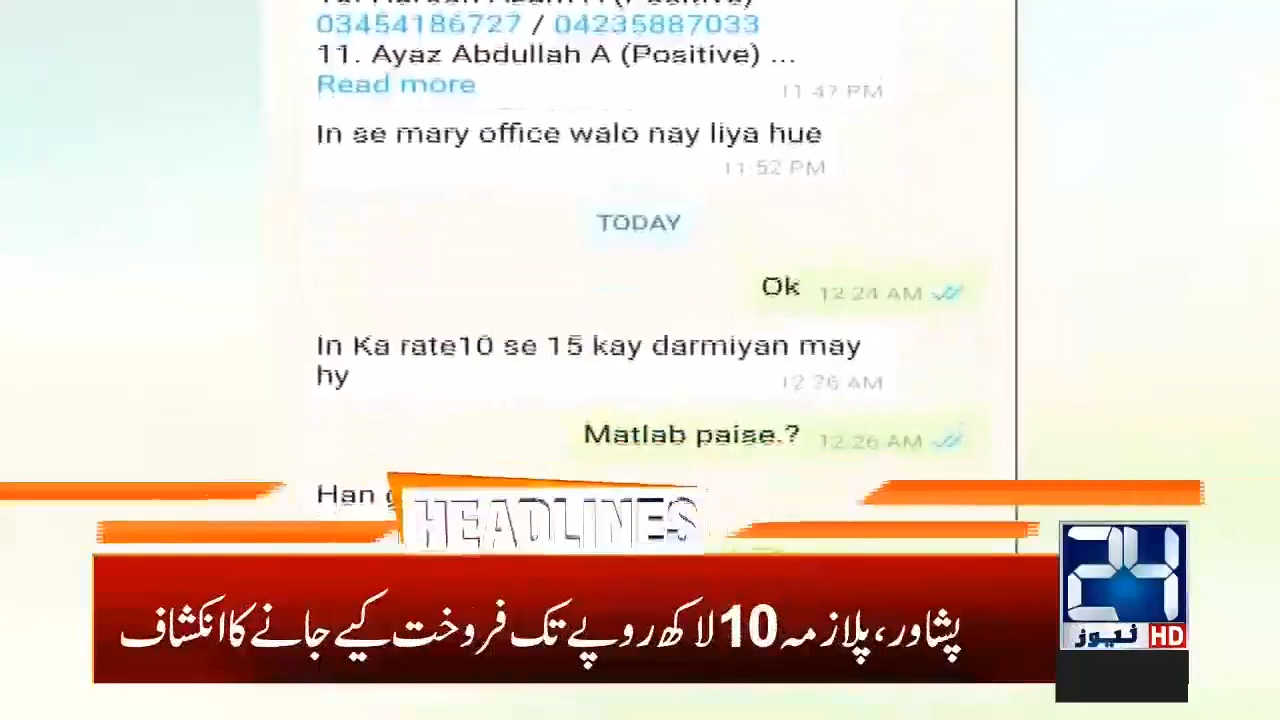 03454186727 / 04235887033
11. Ayaz Abdullah A (Positive) ...
Read more
11:47 PM
In se mary office walo nay liya hue
11:52 PM
TODAY
Ok 12:24 AM
In Ka rate10 se 15 kay darmiyan may
hy
12:26 AM
Matlab paise.? 12:26 AM
Han
HEADLINES
پشاور، پلازمہ 10 لاکھ روپے تک فروخت کیے جانے کا انکشاف
24
نیوز HD